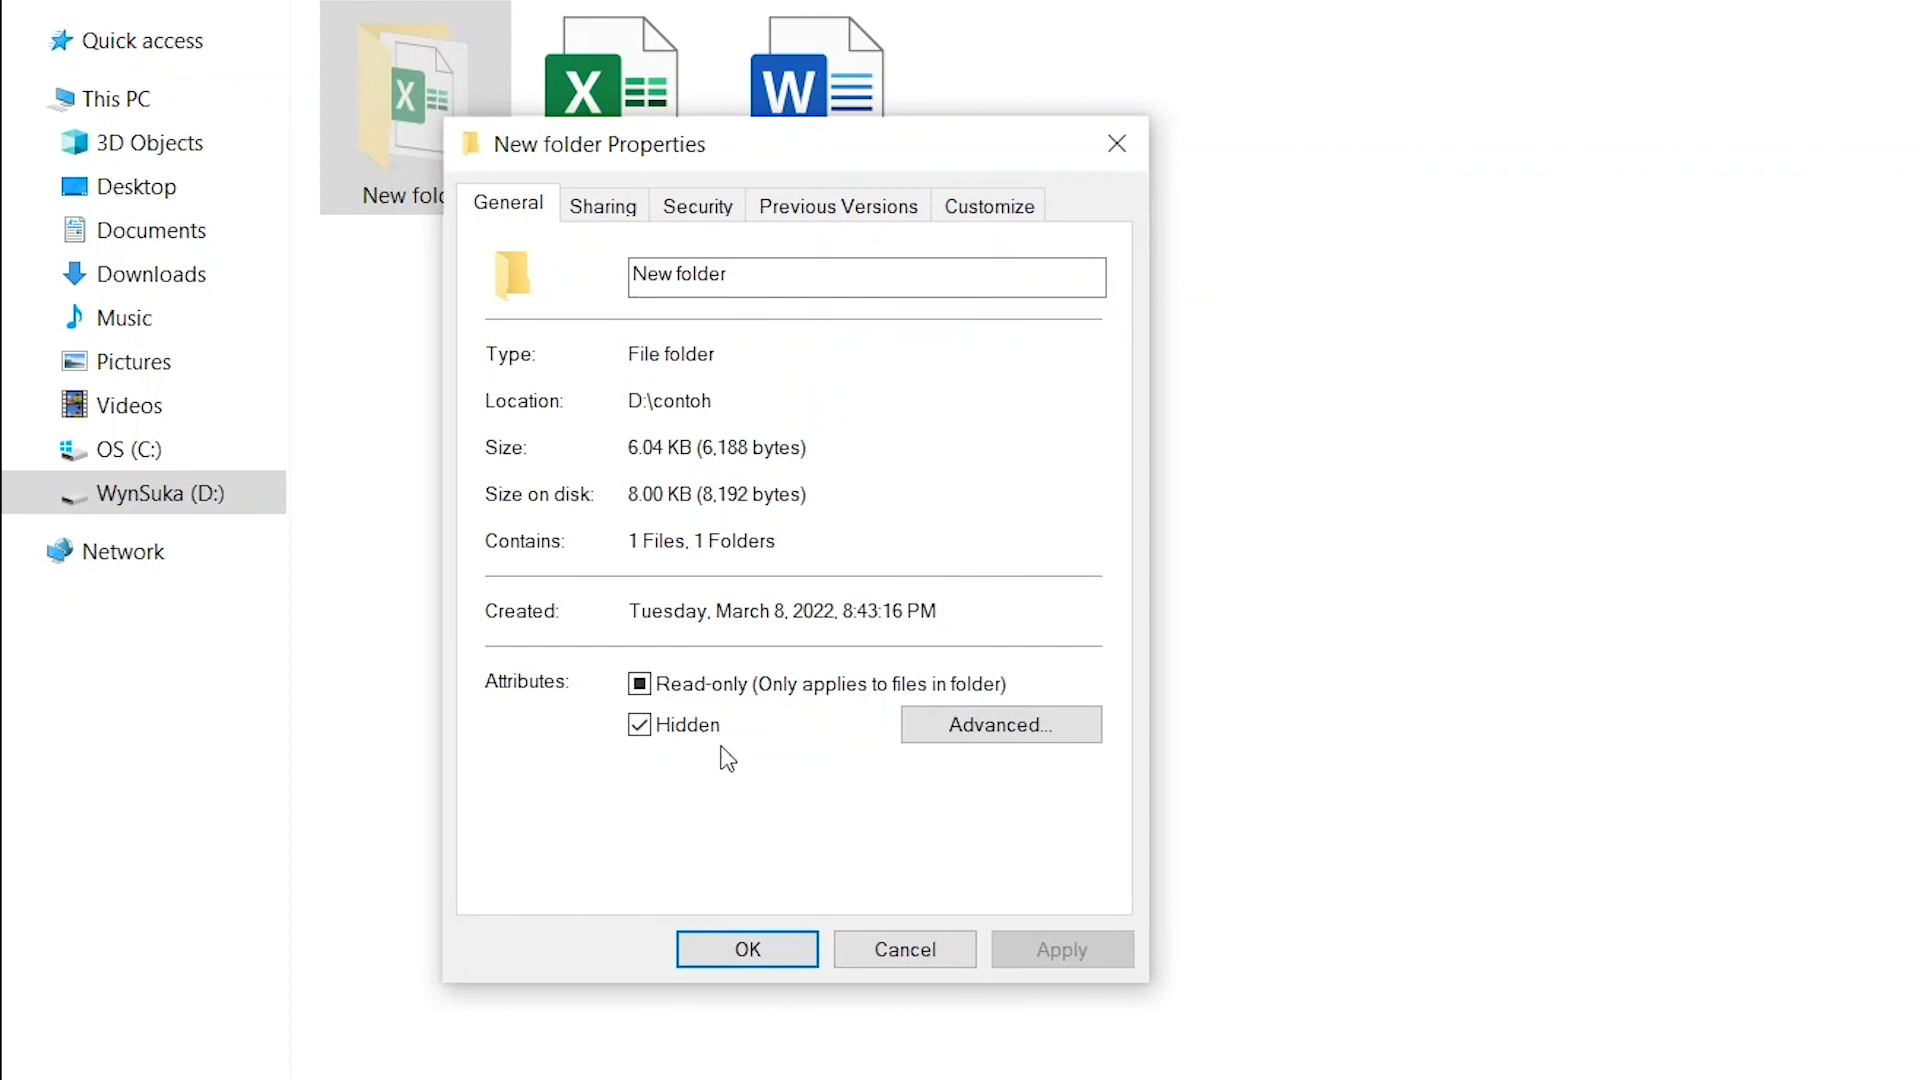 Quick access
This PC
3D Objects
Desktop
Documents
Downloads
Music
Pictures
Videos
OS (C:)
WynSuka (D:)
Network
X
X
W
New fol
New folder Properties
General Sharing Security Previous Versions Customize
New folder
Type: File folder
Location: D:\contoh
Size: 6.04 KB (6,188 bytes)
Size on disk: 8.00 KB (8,192 bytes)
Contains: 1 Files, 1 Folders
Created: Tuesday, March 8, 2022, 8:43:16 PM
Attributes: Read-only (Only applies to files in folder)
Hidden Advanced...
OK Cancel Apply